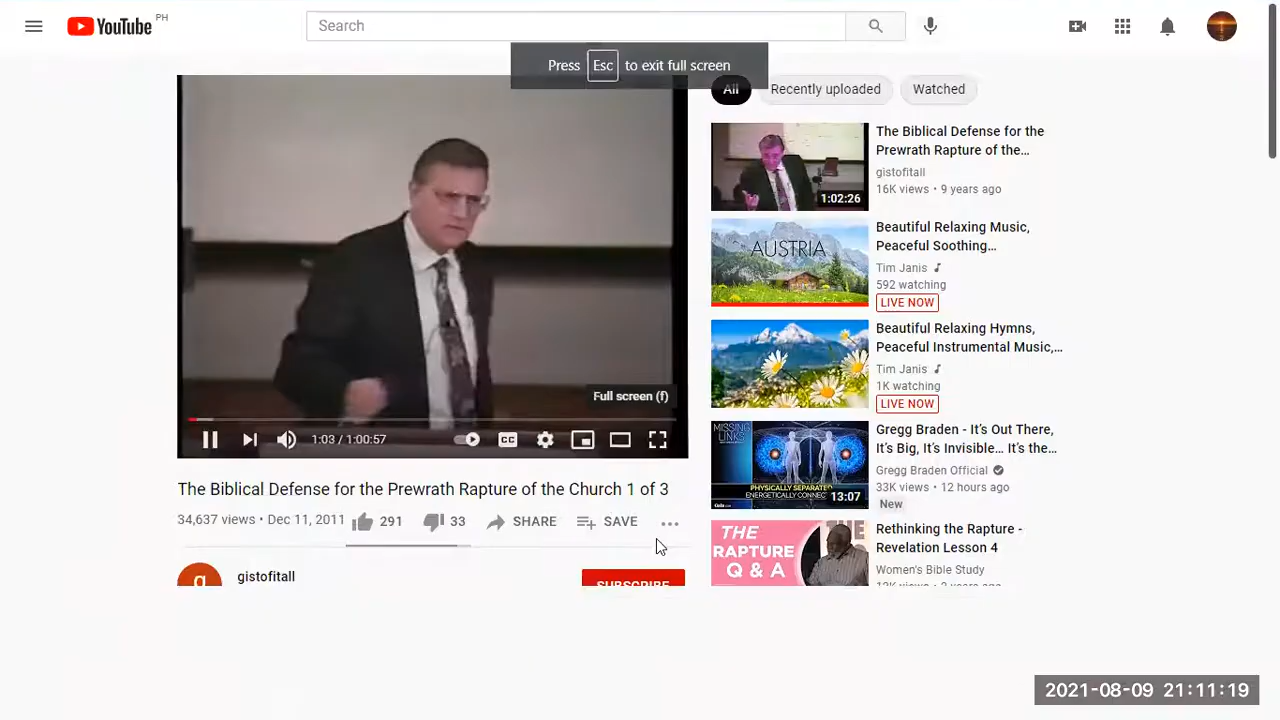 YouTube PH
Search
Press Esc to exit full screen
Full screen (f)
1:03 / 1:00:57
CC
The Biblical Defense for the Prewrath Rapture of the Church 1 of 3
34,637 views • Dec 11, 2011
291
33
SHARE
SAVE
g
gistofitall
SUBSCRIBE
All
Recently uploaded
Watched
1:02:26
The Biblical Defense for the
Prewrath Rapture of the…
gistofitall
16K views • 9 years ago
AUSTRIA
Beautiful Relaxing Music,
Peaceful Soothing…
Tim Janis
592 watching
LIVE NOW
Beautiful Relaxing Hymns,
Peaceful Instrumental Music,…
Tim Janis
1K watching
LIVE NOW
MISSING
LINKS
PHYSICALLY SEPARATED
13:07
Gregg Braden - It's Out There,
It's Big, It's Invisible… It's the…
Gregg Braden Official
33K views • 12 hours ago
New
THE
RAPTURE
Q & A
Rethinking the Rapture -
Revelation Lesson 4
Women's Bible Study
2021-08-09 21:11:19